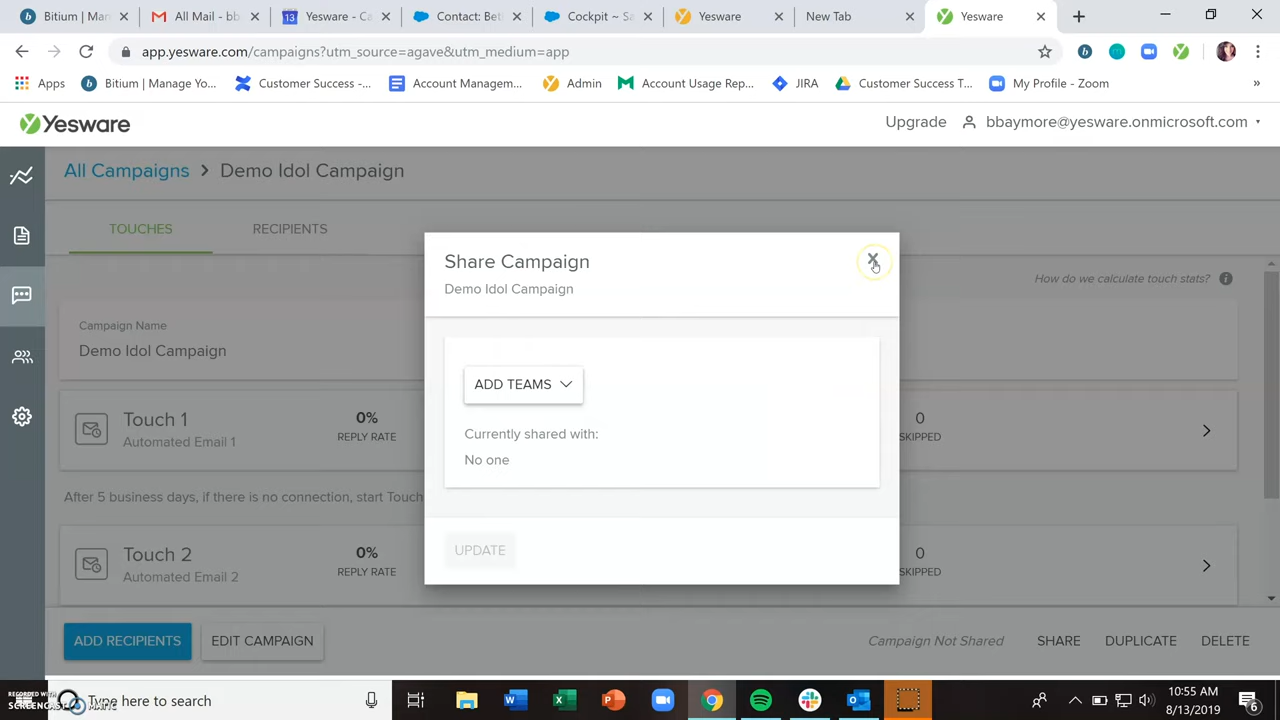 Bitium | Mana
All Mail - bb
13
Yesware - Ca
Contact: Bet
Cockpit ~ Sa
Yesware
New Tab
Yesware
app.yesware.com/campaigns?utm_source=agave&utm_medium=app
Apps
b Bitium | Manage Yo...
Customer Success -...
Account Managem...
Admin
Account Usage Rep...
JIRA
Customer Success T...
My Profile - Zoom
»
Yesware
Upgrade
bbaymore@yesware.onmicrosoft.com
All Campaigns > Demo Idol Campaign
TOUCHES
RECIPIENTS
How do we calculate touch stats?
Campaign Name
Demo Idol Campaign
Share Campaign
X
Demo Idol Campaign
ADD TEAMS
Currently shared with:
No one
UPDATE
Touch 1
Automated Email 1
0%
REPLY RATE
0
SKIPPED
After 5 business days, if there is no connection, start Touch
Touch 2
Automated Email 2
0%
REPLY RATE
0
SKIPPED
ADD RECIPIENTS
EDIT CAMPAIGN
Campaign Not Shared
SHARE
DUPLICATE
DELETE
RECORDED WITH
SCREENCAST
Type here to search
10:55 AM
8/13/2019
6